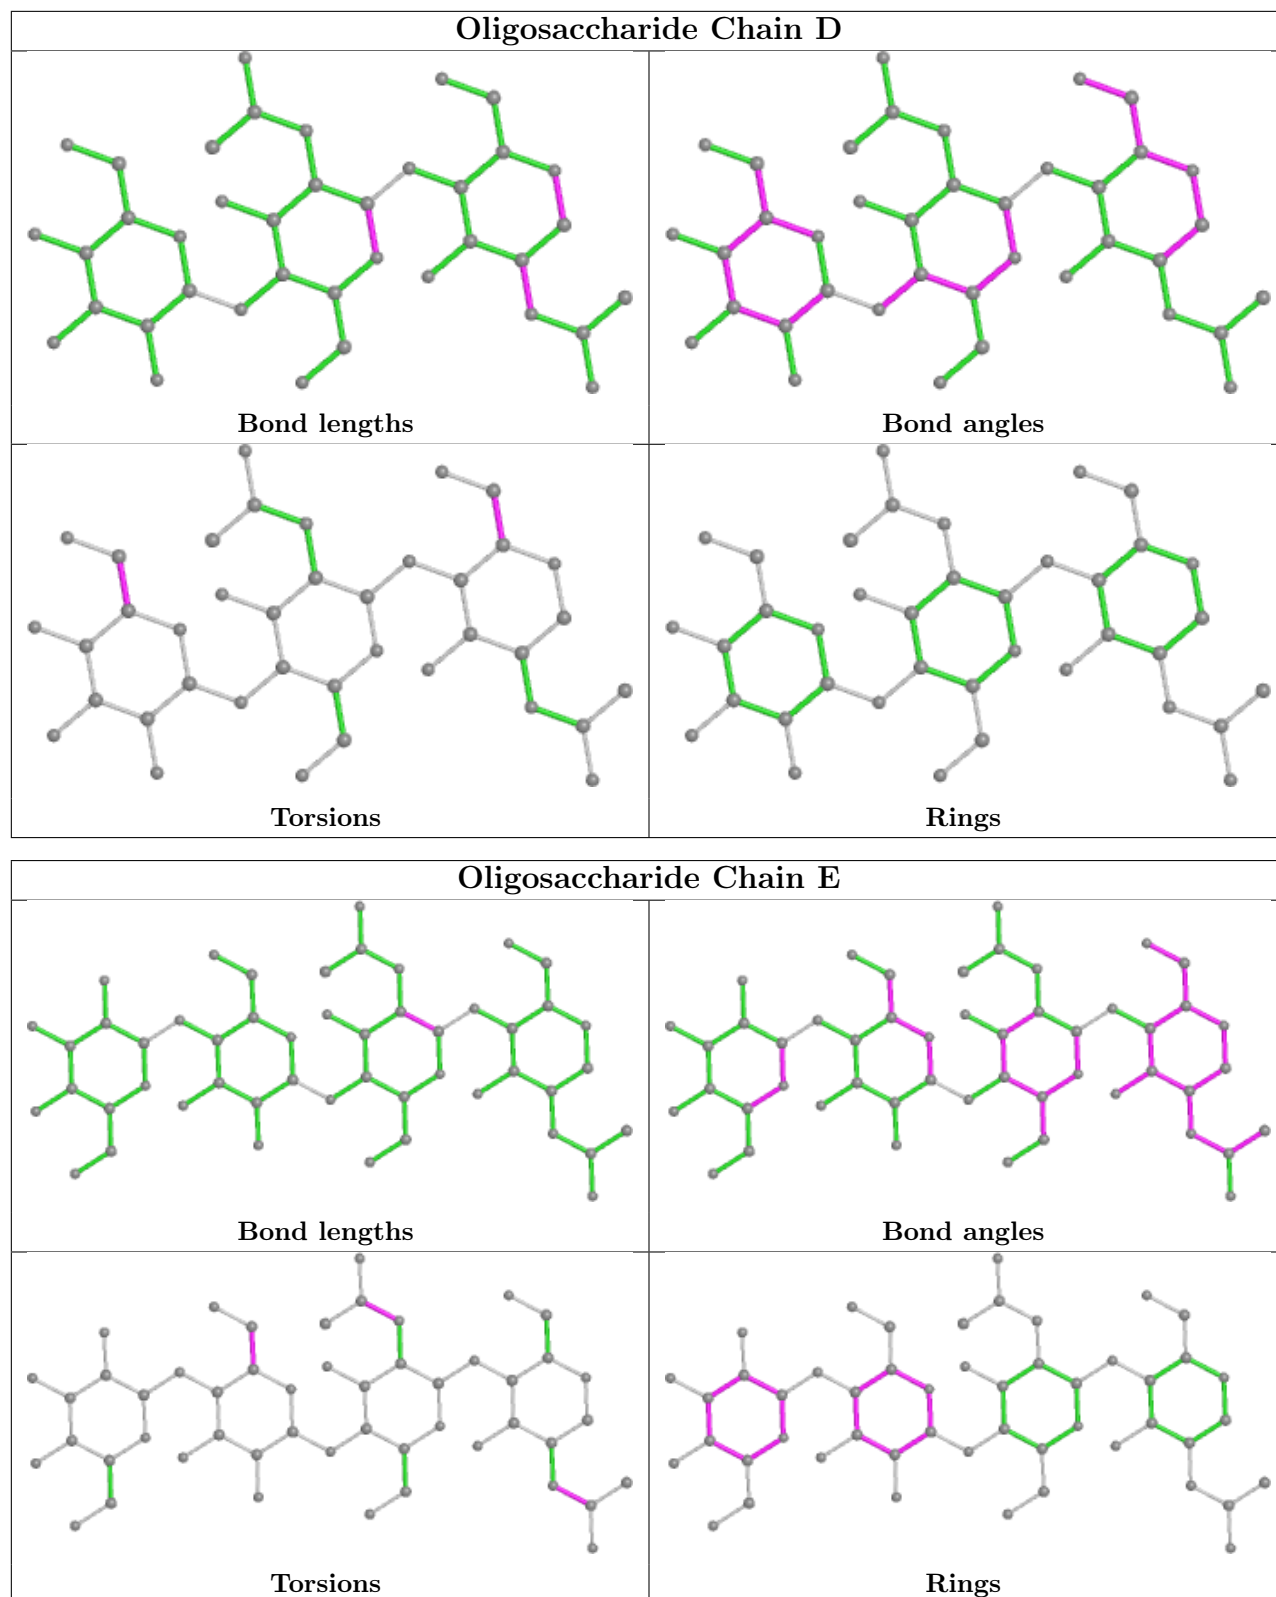 Oligosaccharide Chain D
Bond lengths
Bond angles
Torsions
Rings
Oligosaccharide Chain E
Bond lengths
Bond angles
Torsions
Rings